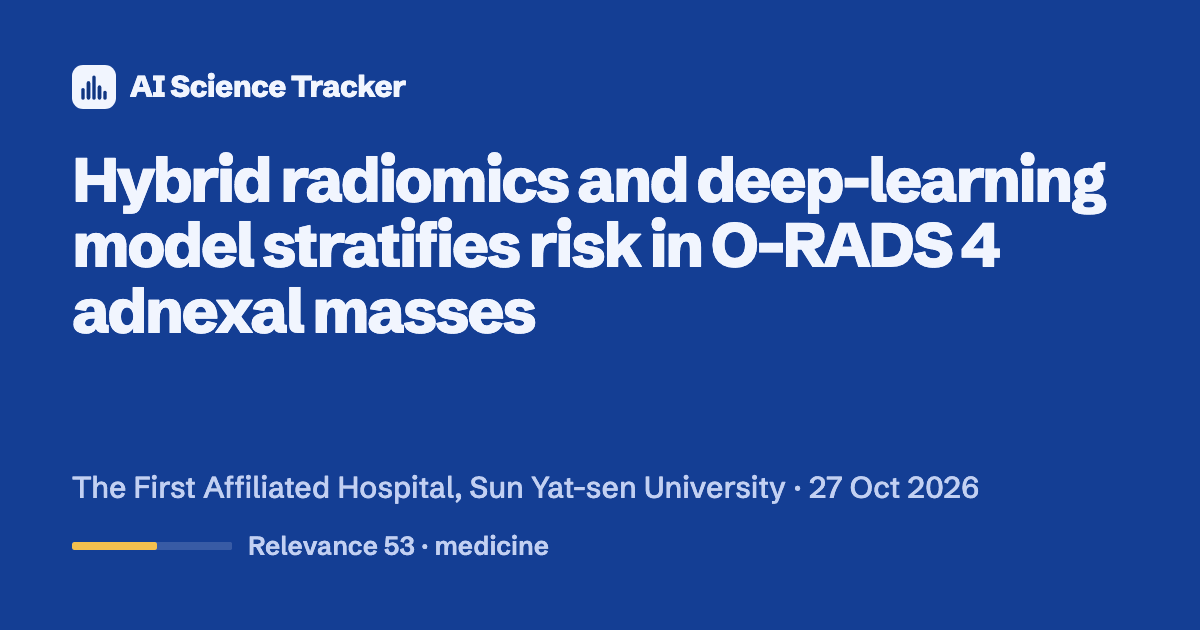 AI Science Tracker
Hybrid radiomics and deep-learning
model stratifies risk in O-RADS 4
adnexal masses
The First Affiliated Hospital, Sun Yat-sen University · 27 Oct 2026
Relevance 53 · medicine